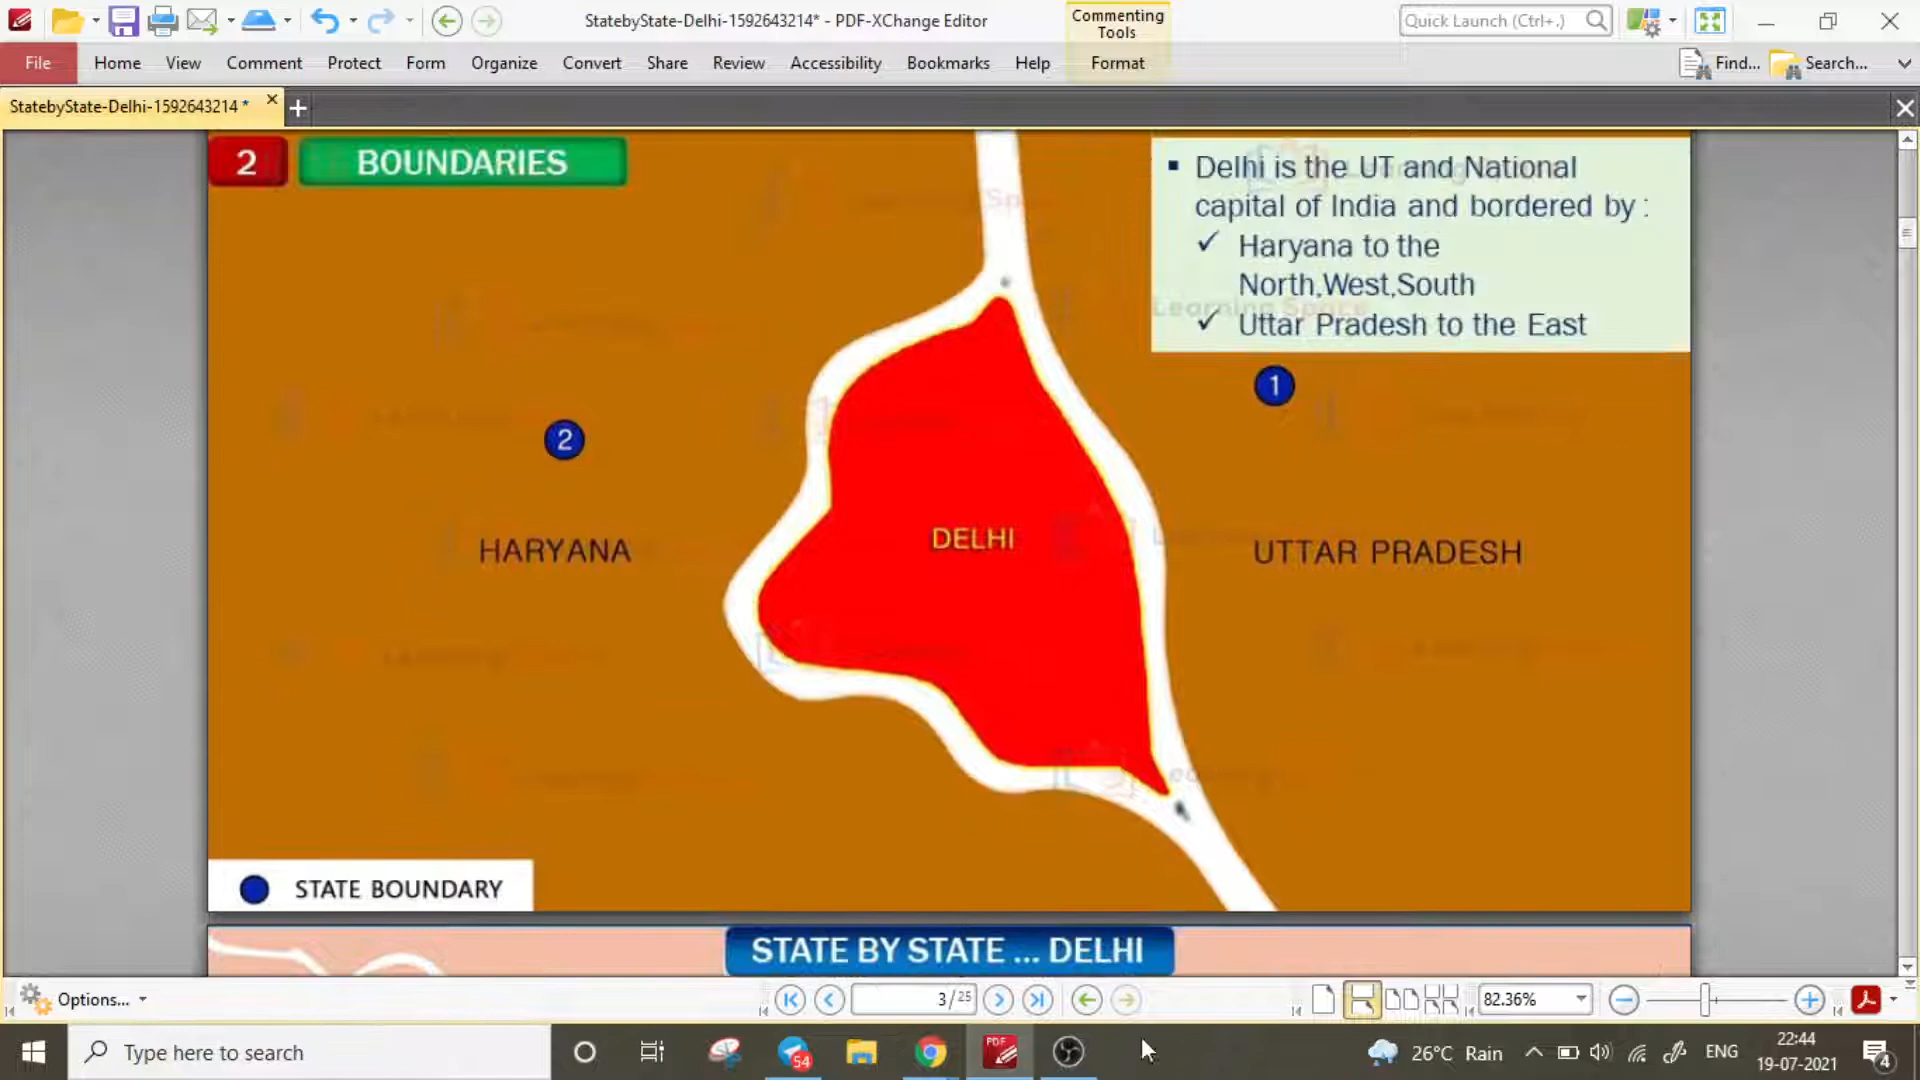 StatebyState-Delhi-1592643214* - PDF-XChange Editor
Commenting
Tools
Quick Launch (Ctrl+.)
File
Home
View
Comment
Protect
Form
Organize
Convert
Share
Review
Accessibility
Bookmarks
Help
Format
Find...
Search...
StatebyState-Delhi-1592643214 *
2
BOUNDARIES
▪ Delhi is the UT and National
capital of India and bordered by :
✓ Haryana to the
North,West,South
✓ Uttar Pradesh to the East
Learning Space
1
2
DELHI
HARYANA
UTTAR PRADESH
STATE BOUNDARY
STATE BY STATE ... DELHI
Options...
3 / 25
82.36%
Type here to search
54
PDF
26°C Rain
ENG
22:44
19-07-2021
4